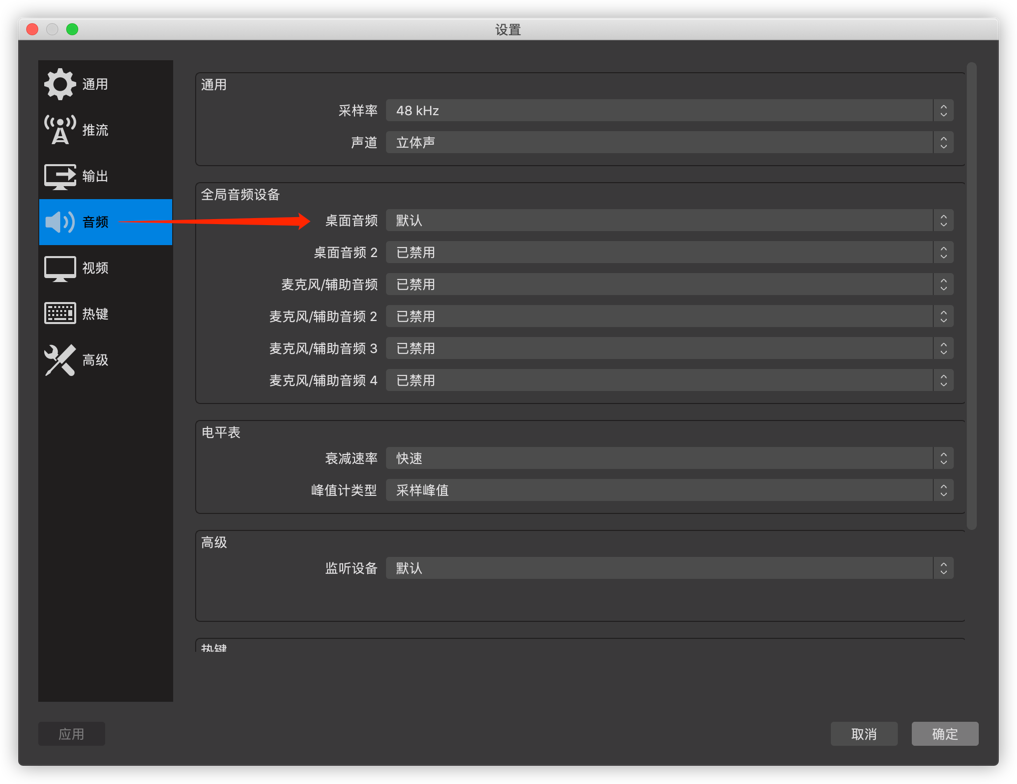 设置
通用
推流
输出
音频
视频
热键
高级
通用
采样率 48 kHz
声道 立体声
全局音频设备
桌面音频 默认
桌面音频 2 已禁用
麦克风/辅助音频 已禁用
麦克风/辅助音频 2 已禁用
麦克风/辅助音频 3 已禁用
麦克风/辅助音频 4 已禁用
电平表
衰减速率 快速
峰值计类型 采样峰值
高级
监听设备 默认
热键
应用 取消 确定